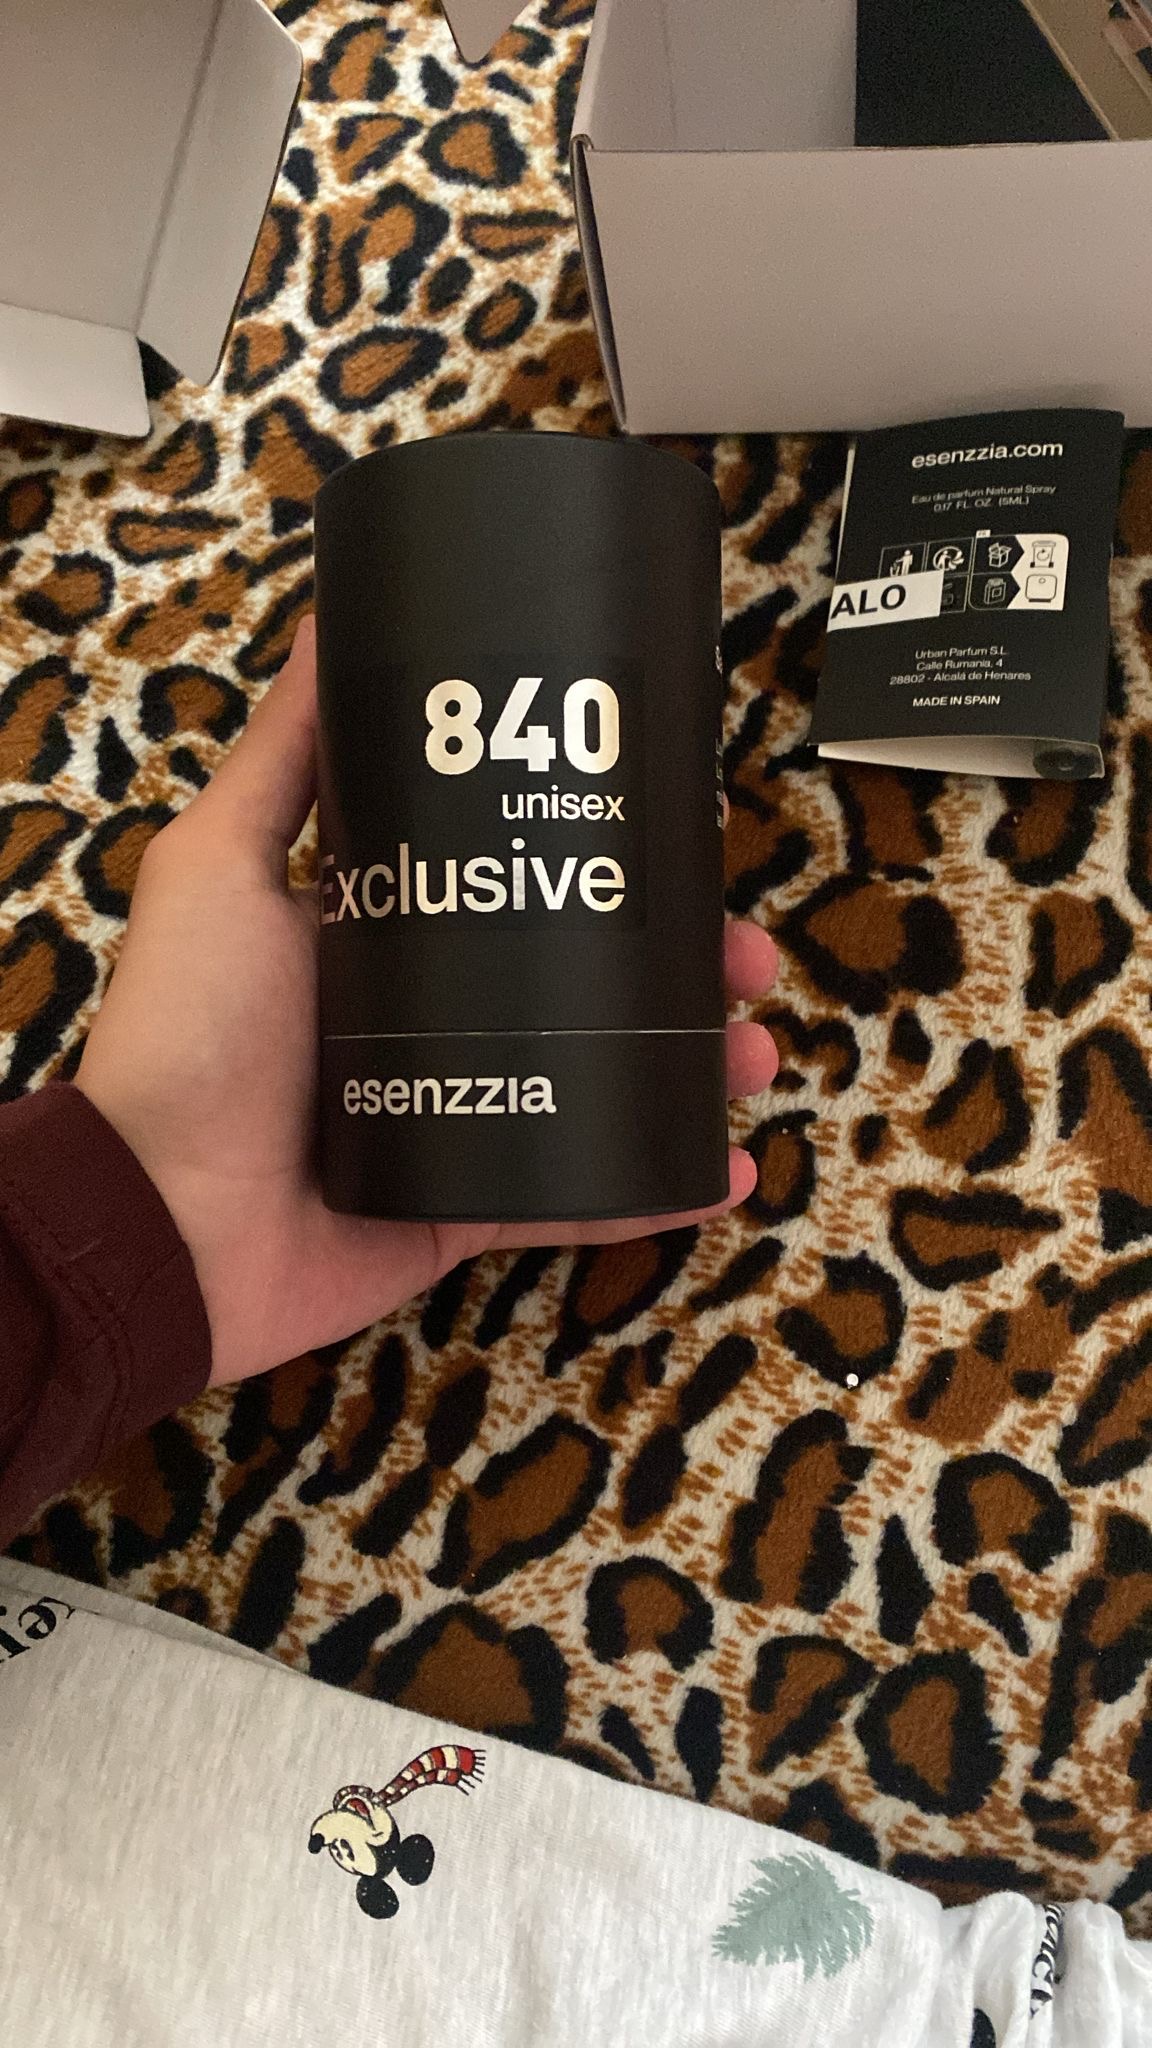 840
unisex
Exclusive
esenzzia
esenzzia.com
Eau de parfum Natural Spray
0.17 FL. OZ. (5ML)
ALO
Urban Parfum S.L.
Calle Rumania, 4
28802 - Alcalá de Henares
MADE IN SPAIN